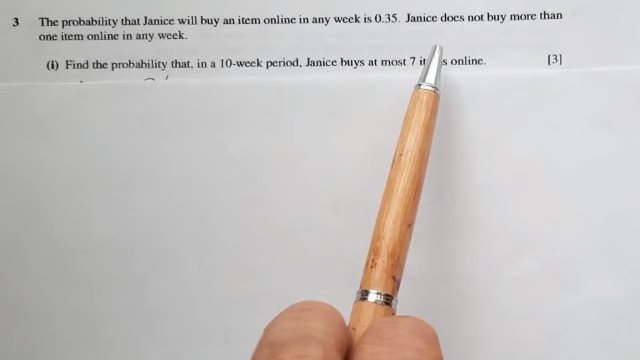 3 The probability that Janice will buy an item online in any week is 0.35. Janice does not buy more than
one item online in any week.
(i) Find the probability that, in a 10-week period, Janice buys at most 7 it s online. [3]